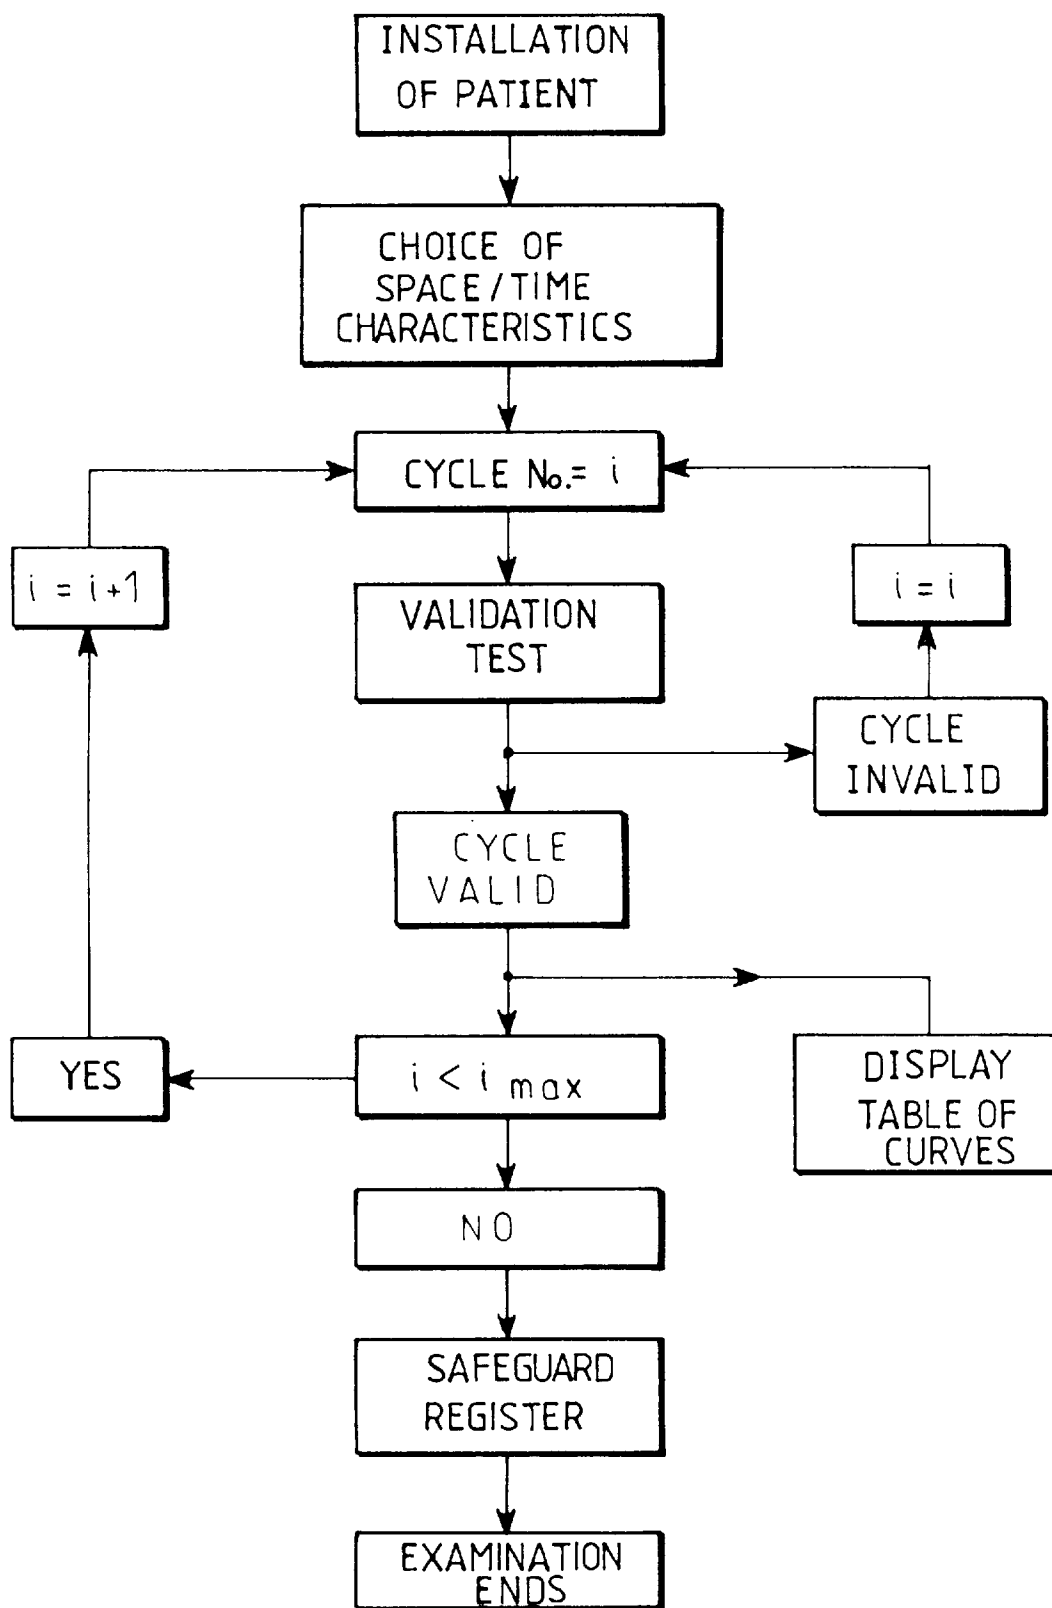 INSTALLATION
OF PATIENT
CHOICE OF
SPACE/TIME
CHARACTERISTICS
CYCLE No.= i
i = i+1
i = i
VALIDATION
TEST
CYCLE
INVALID
CYCLE
VALID
YES
i < i max
DISPLAY
TABLE OF
CURVES
NO
SAFEGUARD
REGISTER
EXAMINATION
ENDS